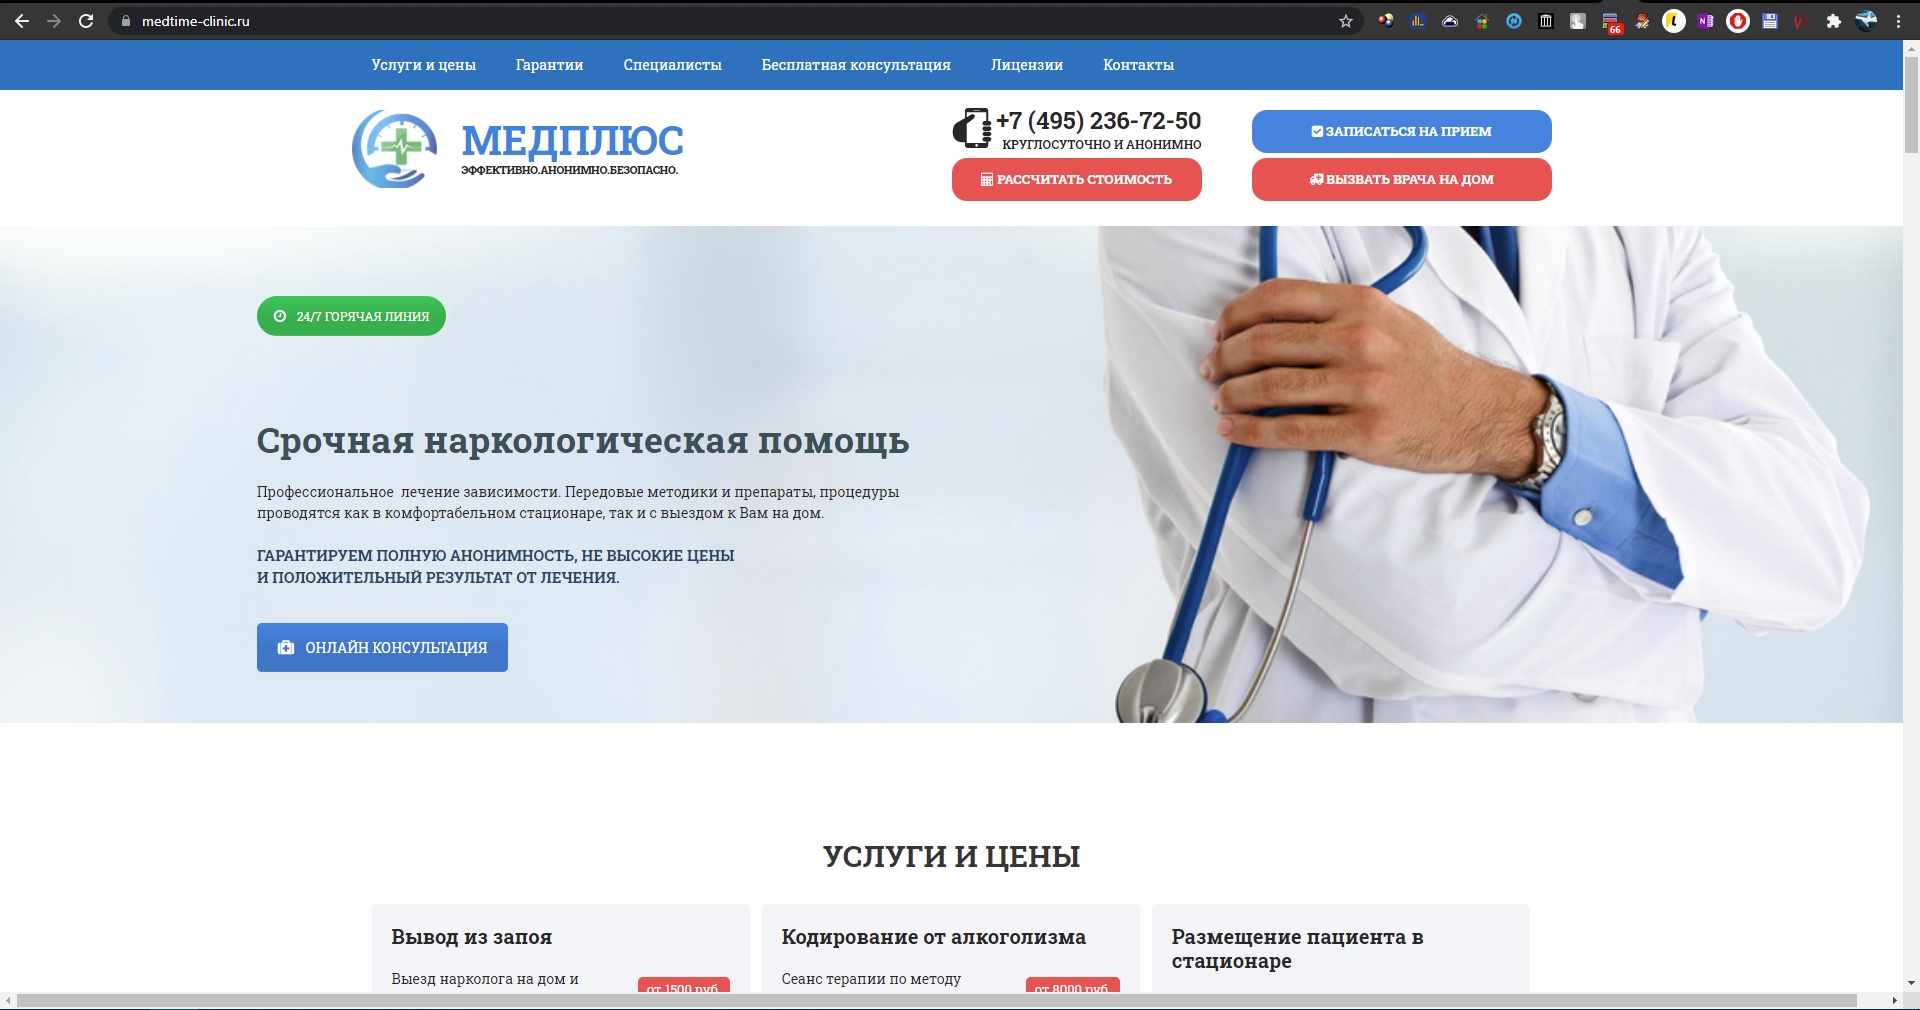 medtime-clinic.ru
66
Услуги и цены Гарантии Специалисты Бесплатная консультация Лицензии Контакты
МЕДПЛЮС
ЭФФЕКТИВНО.АНОНИМНО.БЕЗОПАСНО.
+7 (495) 236-72-50
КРУГЛОСУТОЧНО И АНОНИМНО
РАССЧИТАТЬ СТОИМОСТЬ
ЗАПИСАТЬСЯ НА ПРИЕМ
ВЫЗВАТЬ ВРАЧА НА ДОМ
24/7 ГОРЯЧАЯ ЛИНИЯ
Срочная наркологическая помощь
Профессиональное лечение зависимости. Передовые методики и препараты, процедуры
проводятся как в комфортабельном стационаре, так и с выездом к Вам на дом.
ГАРАНТИРУЕМ ПОЛНУЮ АНОНИМНОСТЬ, НЕ ВЫСОКИЕ ЦЕНЫ
И ПОЛОЖИТЕЛЬНЫЙ РЕЗУЛЬТАТ ОТ ЛЕЧЕНИЯ.
ОНЛАЙН КОНСУЛЬТАЦИЯ
УСЛУГИ И ЦЕНЫ
Вывод из запоя
Выезд нарколога на дом и
от 1500 руб.
Кодирование от алкоголизма
Сеанс терапии по методу
от 8000 руб.
Размещение пациента в
стационаре